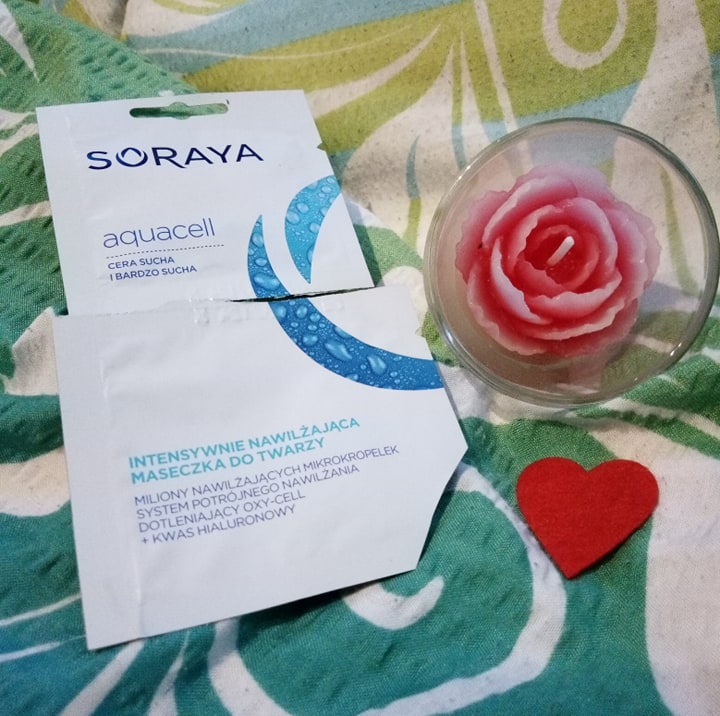 SORAYA
aquacell
CERA SUCHA
I BARDZO SUCHA
INTENSYWNIE NAWILŻAJĄCA
MASECZKA DO TWARZY
MILIONY NAWILŻAJĄCYCH MIKROKROPELEK
SYSTEM POTRÓJNEGO NAWILŻANIA
DOTLENIAJĄCY OXY-CELL
+ KWAS HIALURONOWY